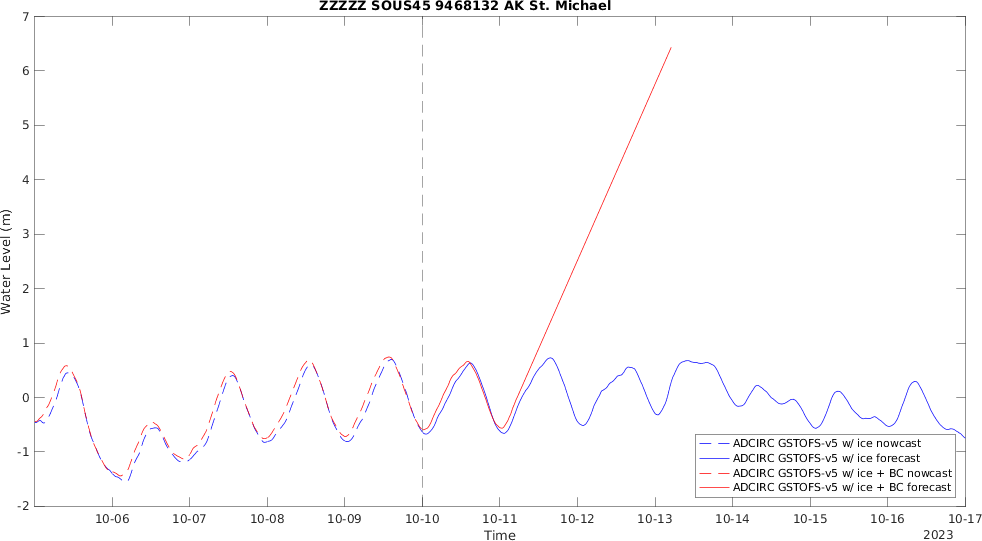 ZZZZZ SOUS45 9468132 AK St. Michael
7
6
5
4
3
2
1
0
-1
-2
Water Level (m)
10-06 10-07 10-08 10-09 10-10 10-11 10-12 10-13 10-14 10-15 10-16 10-17
Time
2023
ADCIRC GSTOFS-v5 w/ ice nowcast
ADCIRC GSTOFS-v5 w/ ice forecast
ADCIRC GSTOFS-v5 w/ ice + BC nowcast
ADCIRC GSTOFS-v5 w/ ice + BC forecast